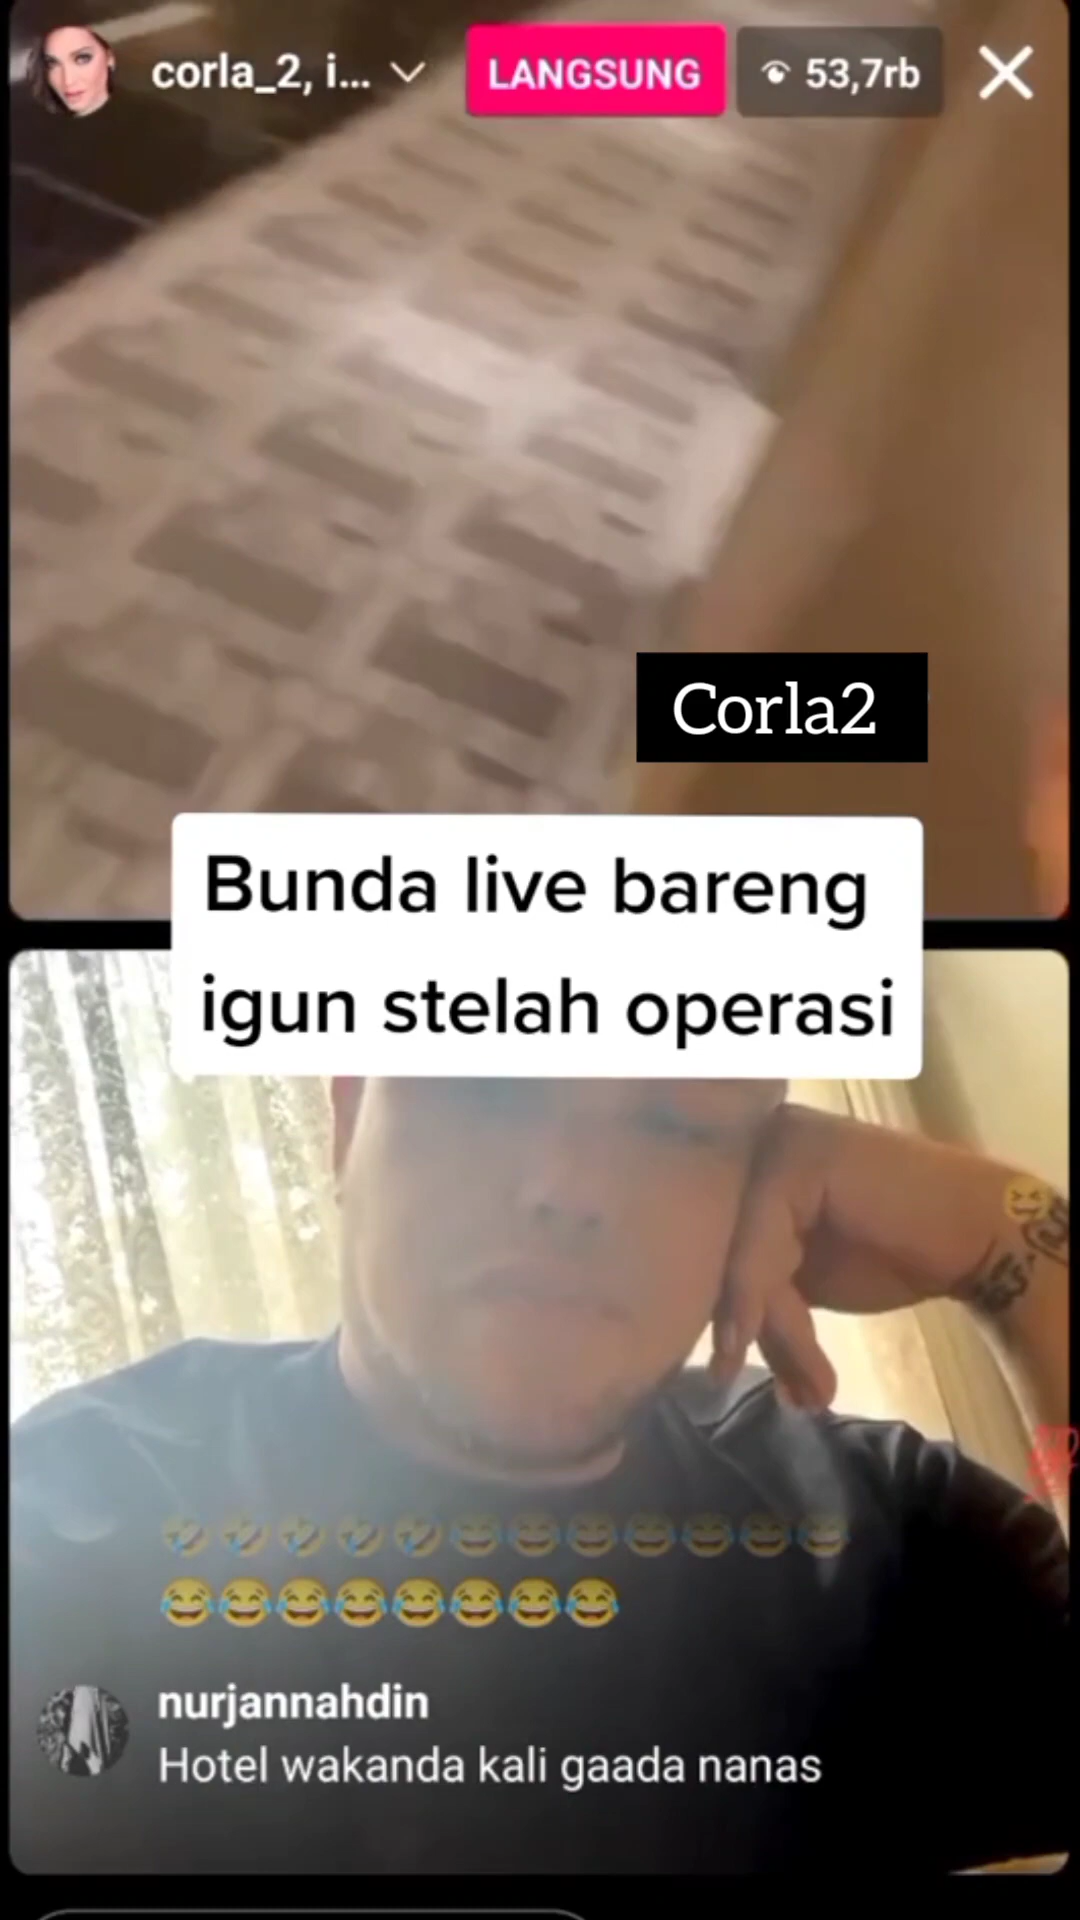 corla_2, i...
LANGSUNG
53,7rb
Corla2
Bunda live bareng
igun stelah operasi
🤣🤣🤣🤣🤣😂😂😂😂😂😂😂
😂😂😂😂😂😂😂😂
nurjannahdin
Hotel wakanda kali gaada nanas